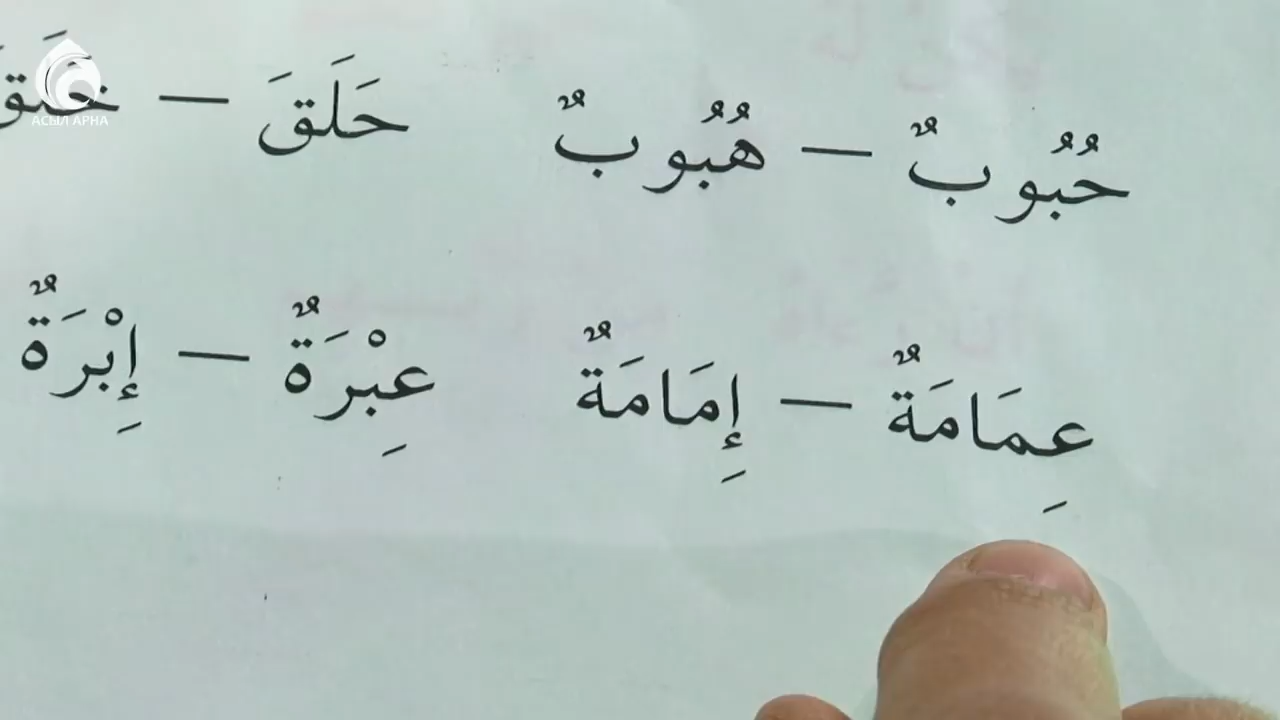 حُبُوبٌ — هُبُوبٌ    حَلَقَ —
عِمَامَةٌ — إِمَامَةٌ    عِبْرَةٌ — إِبْرَةٌ
АСЫЛ АРНА